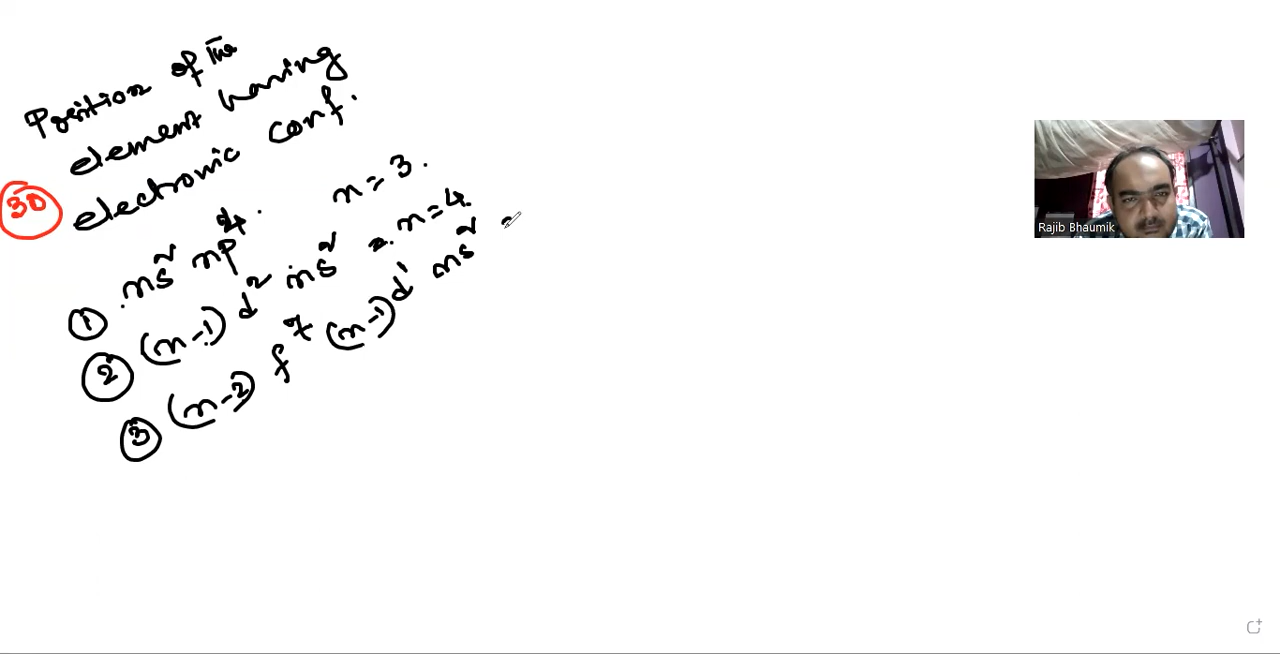 Position of the
element having
electronic conf.
30
① ns² np⁴. n = 3.
② (n-1) d² ns² = n = 4.
③ (n-2) f⁷ (n-1) d¹ ns² =
Rajib Bhaumik